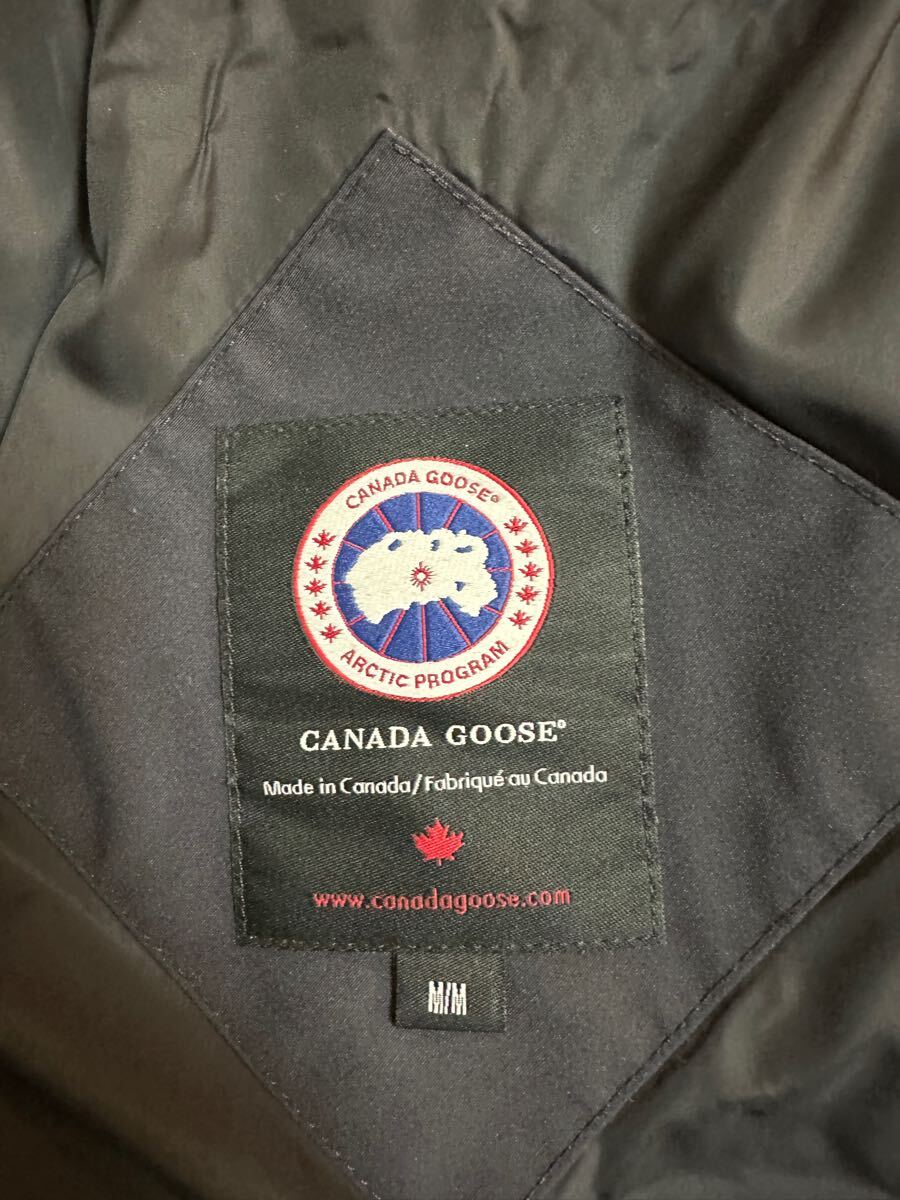 CANADA GOOSE®
ARCTIC PROGRAM
CANADA GOOSE®
Made in Canada/Fabriqué au Canada
www.canadagoose.com
M/M